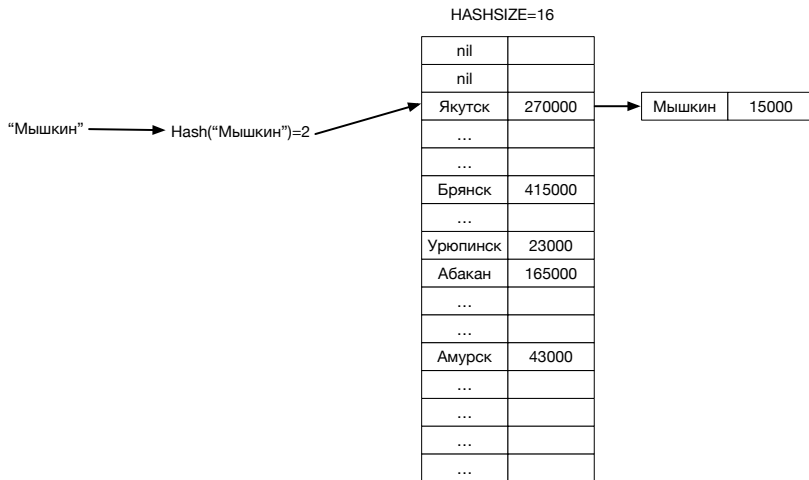 HASHSIZE=16
nil
nil
“Мышкин” Hash(“Мышкин”)=2 Якутск 270000 Мышкин 15000
…
…
Брянск 415000
…
Урюпинск 23000
Абакан 165000
…
…
Амурск 43000
…
…
…
…